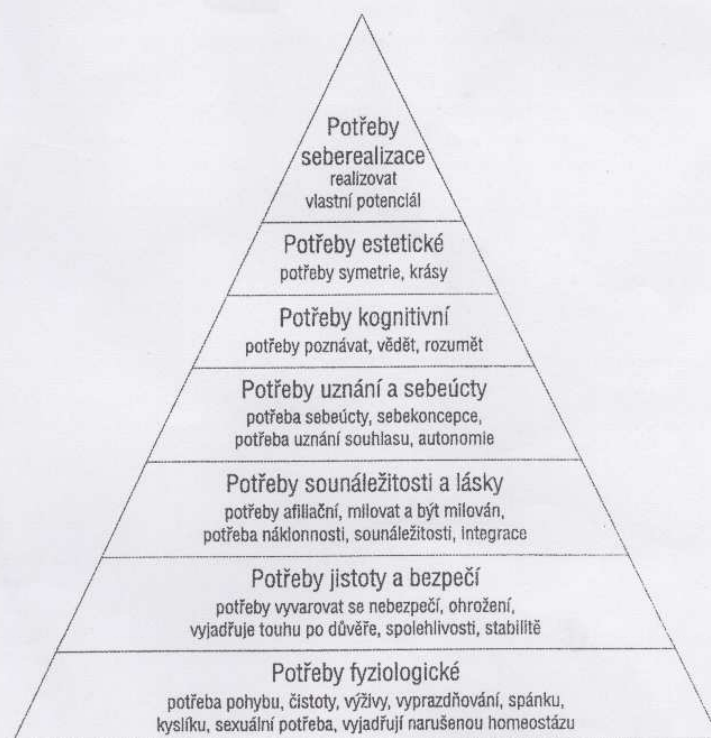 Potřeby
seberealizace
realizovat
vlastní potenciál
Potřeby estetické
potřeby symetrie, krásy
Potřeby kognitivní
potřeby poznávat, vědět, rozumět
Potřeby uznání a sebeúcty
potřeba sebeúcty, sebekoncepce,
potřeba uznání souhlasu, autonomie
Potřeby sounáležitosti a lásky
potřeby afiliační, milovat a být milován,
potřeba náklonnosti, sounáležitosti, integrace
Potřeby jistoty a bezpečí
potřeby vyvarovat se nebezpečí, ohrožení,
vyjadřuje touhu po důvěře, spolehlivosti, stabilitě
Potřeby fyziologické
potřeba pohybu, čistoty, výživy, vyprazdňování, spánku,
kyslíku, sexuální potřeba, vyjadřují narušenou homeostázu